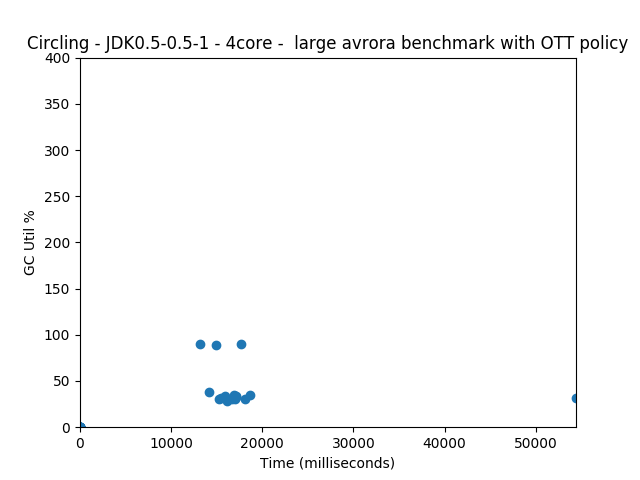 Circling - JDK0.5-0.5-1 - 4core -  large avrora benchmark with OTT policy
400
350
300
250
200
150
100
50
0
GC Util %
0 10000 20000 30000 40000 50000
Time (milliseconds)